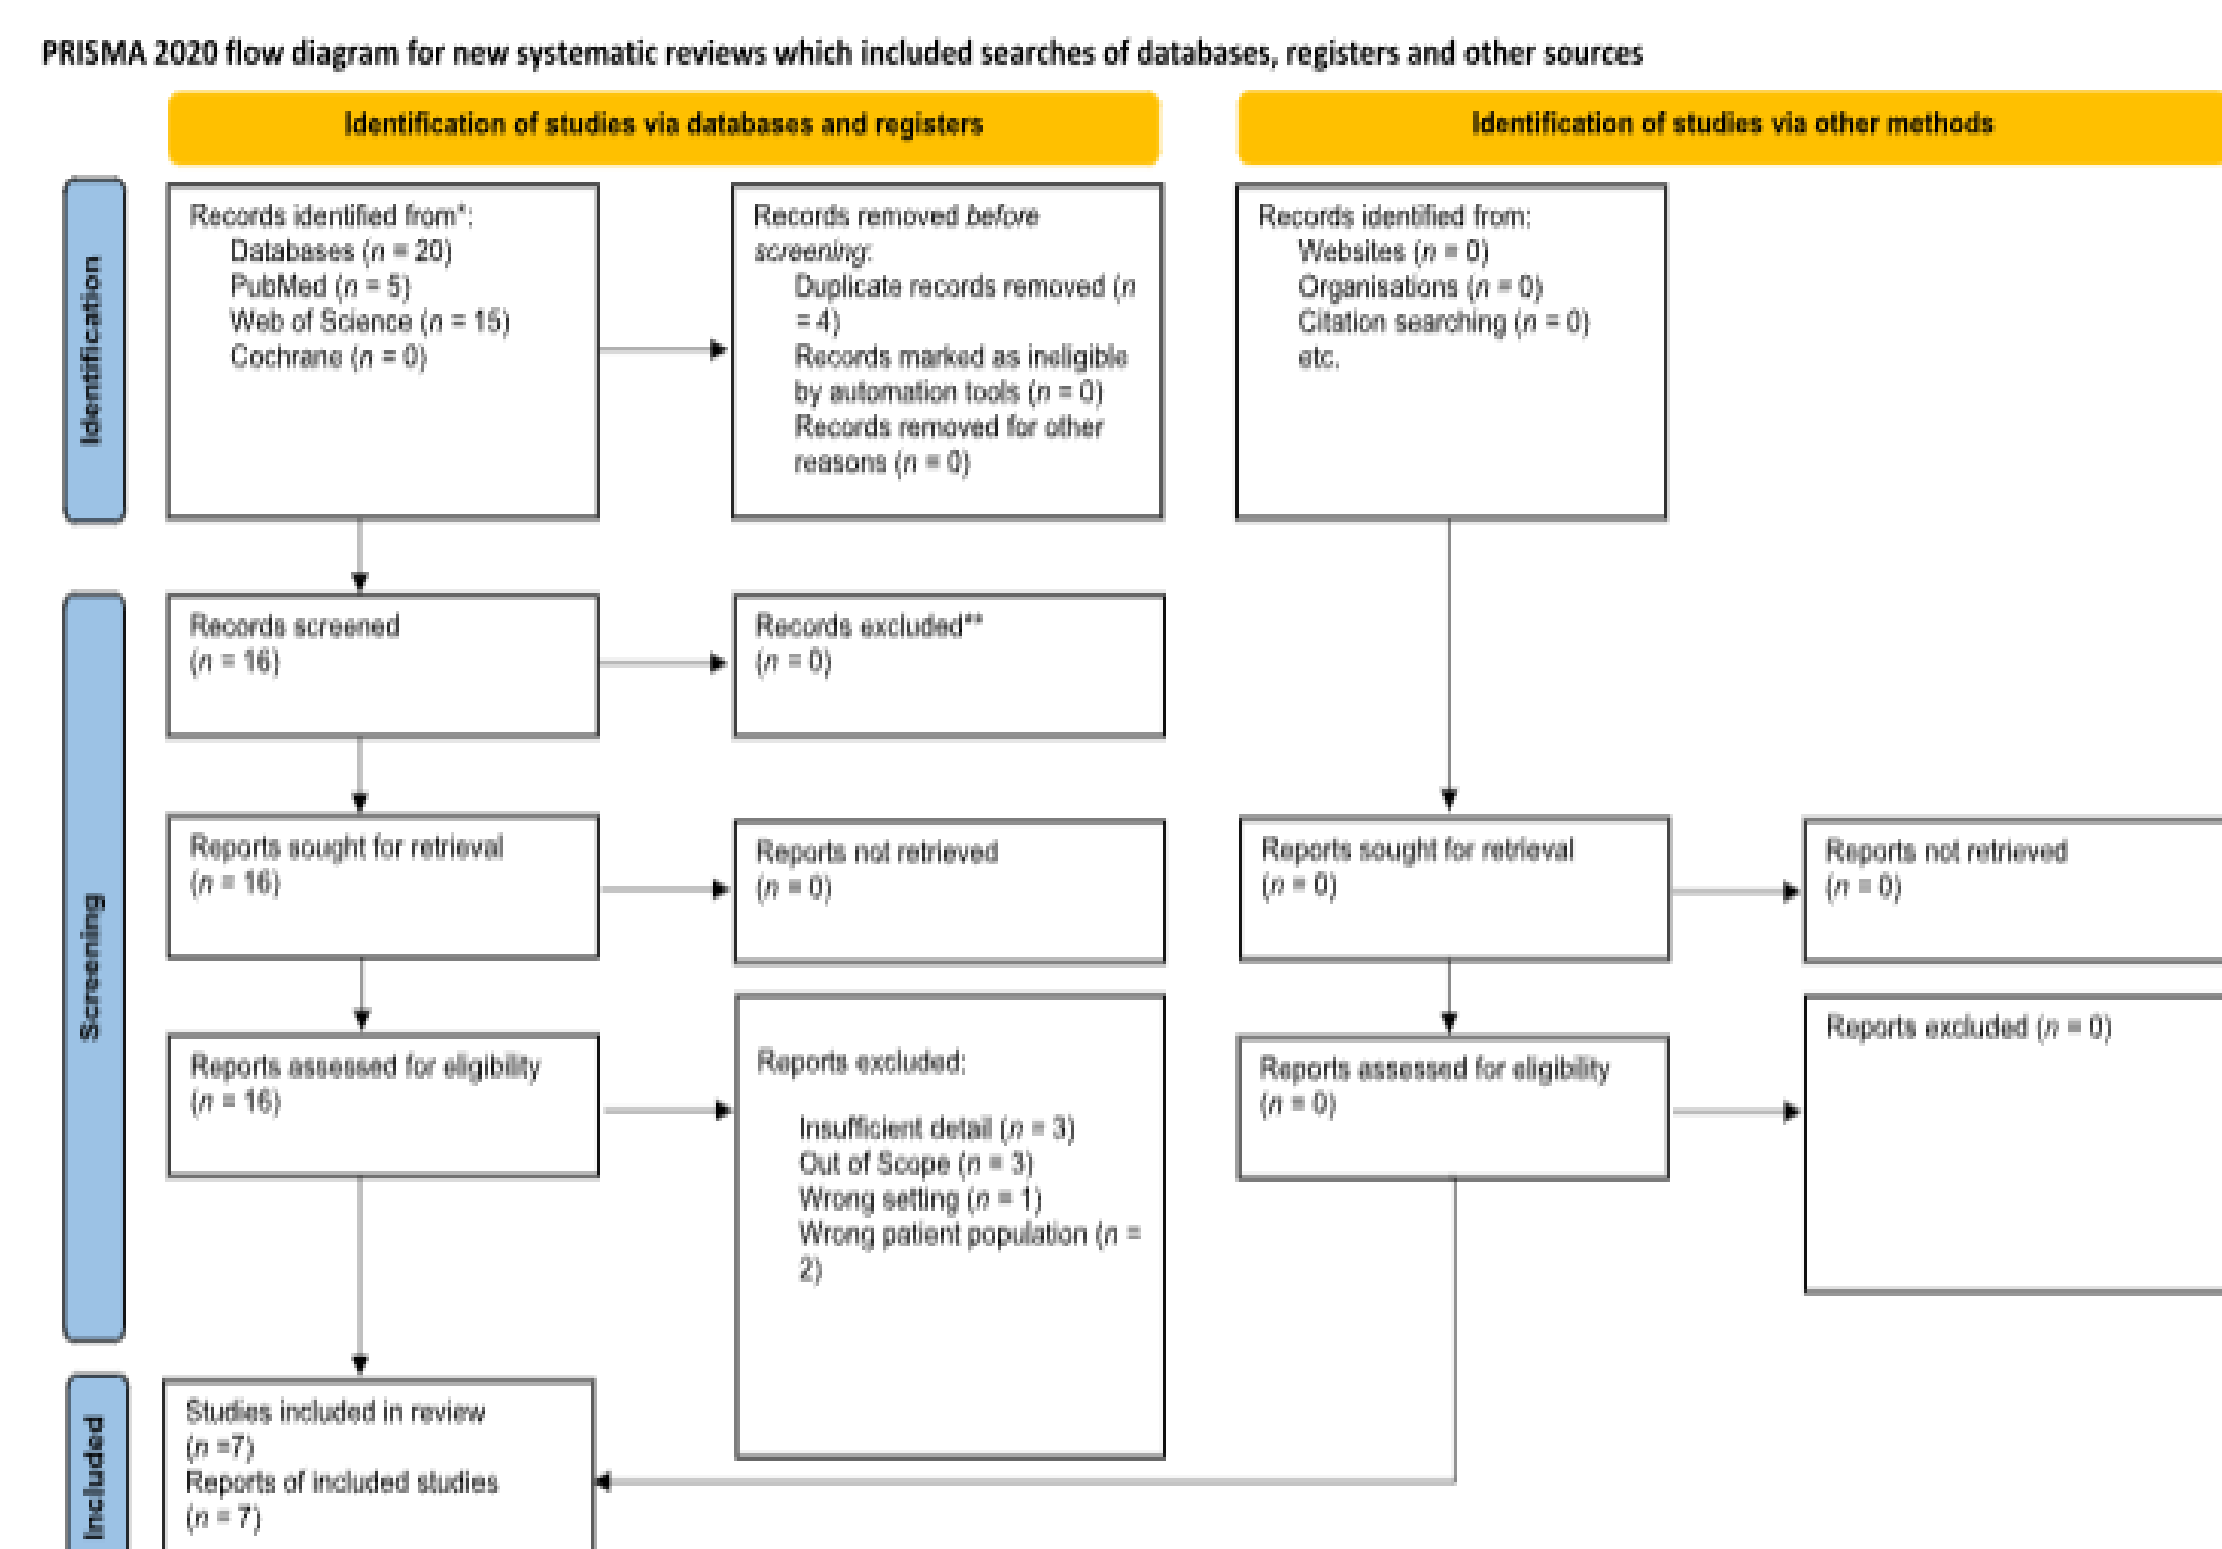 PRISMA 2020 flow diagram for new systematic reviews which included searches of databases, registers and other sources
Identification of studies via databases and registers
Identification of studies via other methods
Identification
Records identified from*:
Databases (n = 20)
PubMed (n = 5)
Web of Science (n = 15)
Cochrane (n = 0)
Records removed before
screening:
Duplicate records removed (n
= 4)
Records marked as ineligible
by automation tools (n = 0)
Records removed for other
reasons (n = 0)
Records identified from:
Websites (n = 0)
Organisations (n = 0)
Citation searching (n = 0)
etc.
Screening
Records screened
(n = 16)
Records excluded**
(n = 0)
Reports sought for retrieval
(n = 16)
Reports not retrieved
(n = 0)
Reports sought for retrieval
(n = 0)
Reports not retrieved
(n = 0)
Reports assessed for eligibility
(n = 16)
Reports excluded:
Insufficient detail (n = 3)
Out of Scope (n = 3)
Wrong setting (n = 1)
Wrong patient population (n =
2)
Reports assessed for eligibility
(n = 0)
Reports excluded (n = 0)
Included
Studies included in review
(n =7)
Reports of included studies
(n = 7)